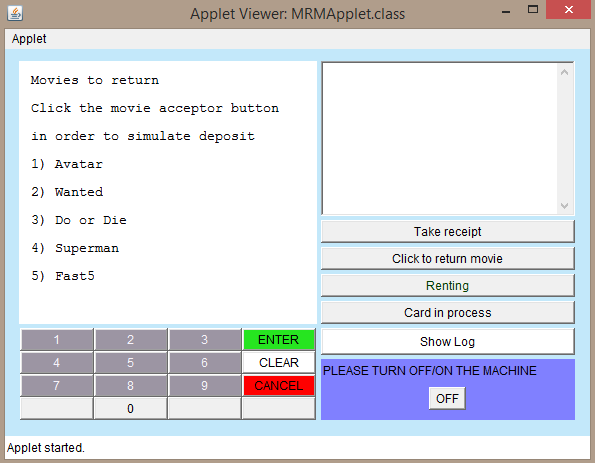 Applet Viewer: MRMApplet.class
Applet
Movies to return
Click the movie acceptor button
in order to simulate deposit
1) Avatar
2) Wanted
3) Do or Die
4) Superman
5) Fast5
Take receipt
Click to return movie
Renting
Card in process
Show Log
1 2 3 ENTER
4 5 6 CLEAR
7 8 9 CANCEL
0
PLEASE TURN OFF/ON THE MACHINE
OFF
Applet started.